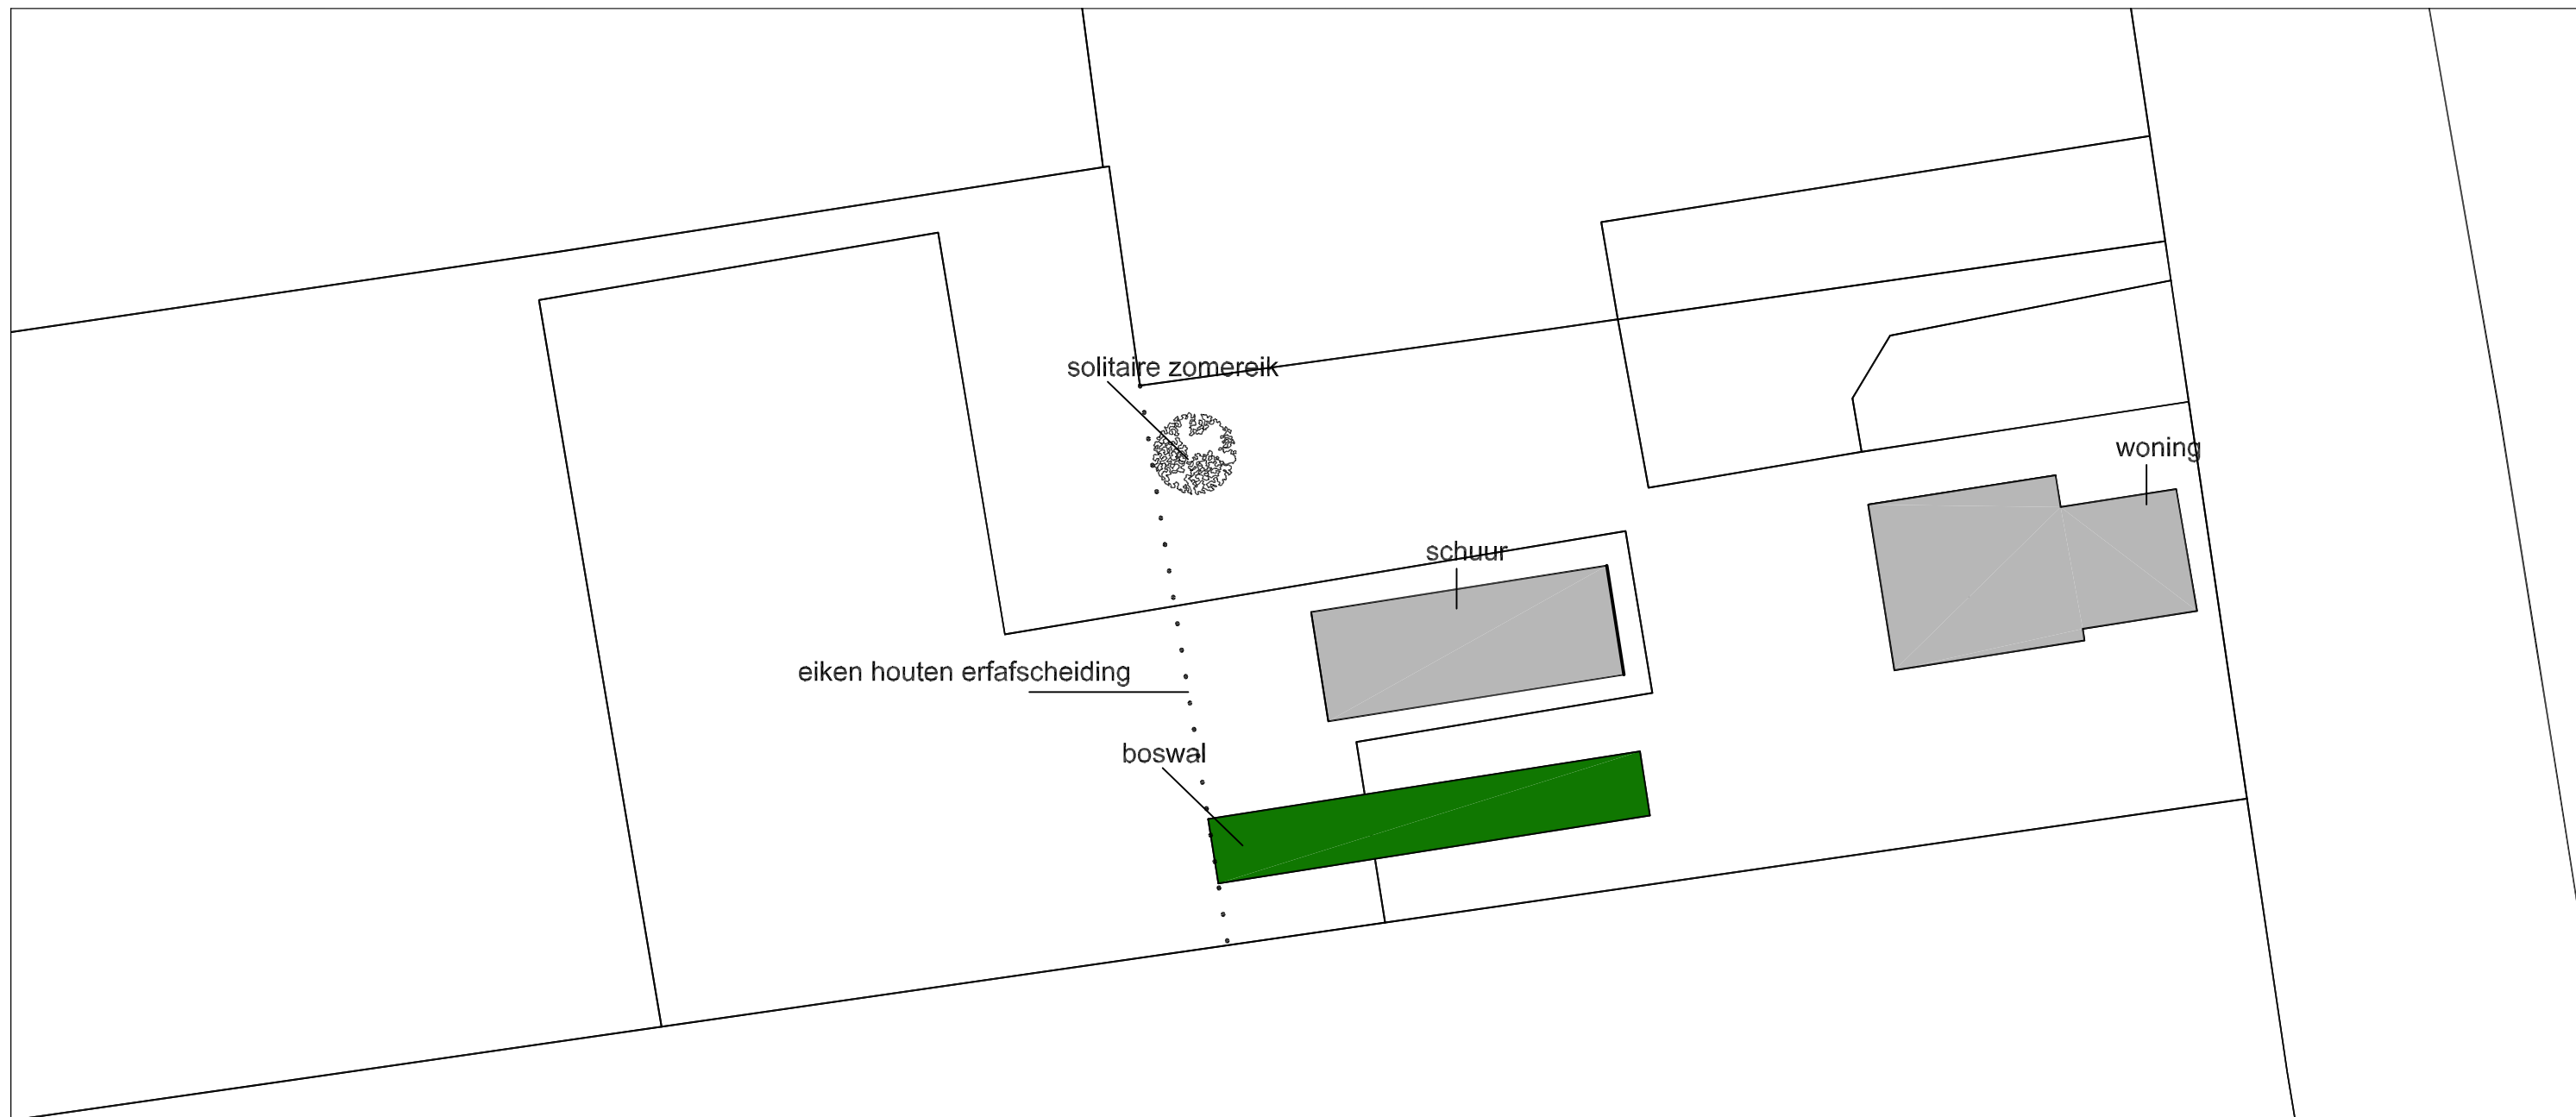 solitaire zomereik
woning
schuur
eiken houten erfafscheiding
boswal